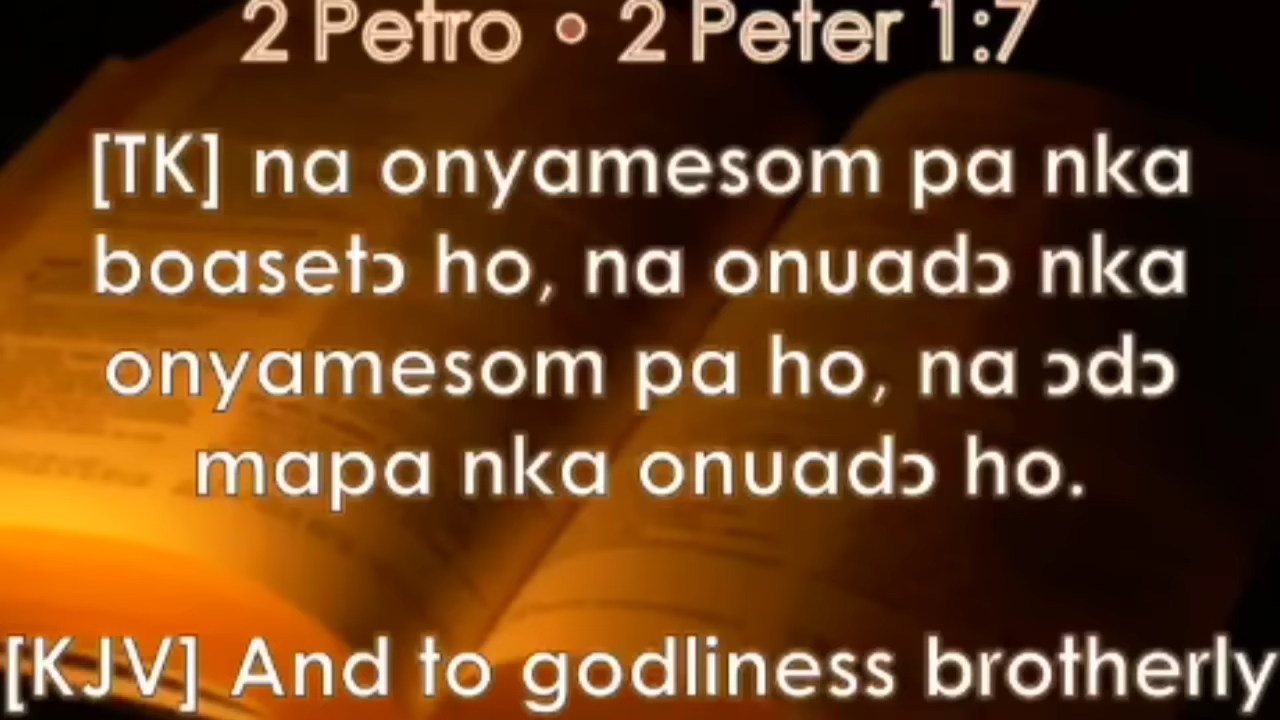 2 Petro • 2 Peter 1:7
[TK] na onyamesom pa nka
boasetɔ ho, na onuadɔ nka
onyamesom pa ho, na ɔdɔ
mapa nka onuadɔ ho.
[KJV] And to godliness brotherly